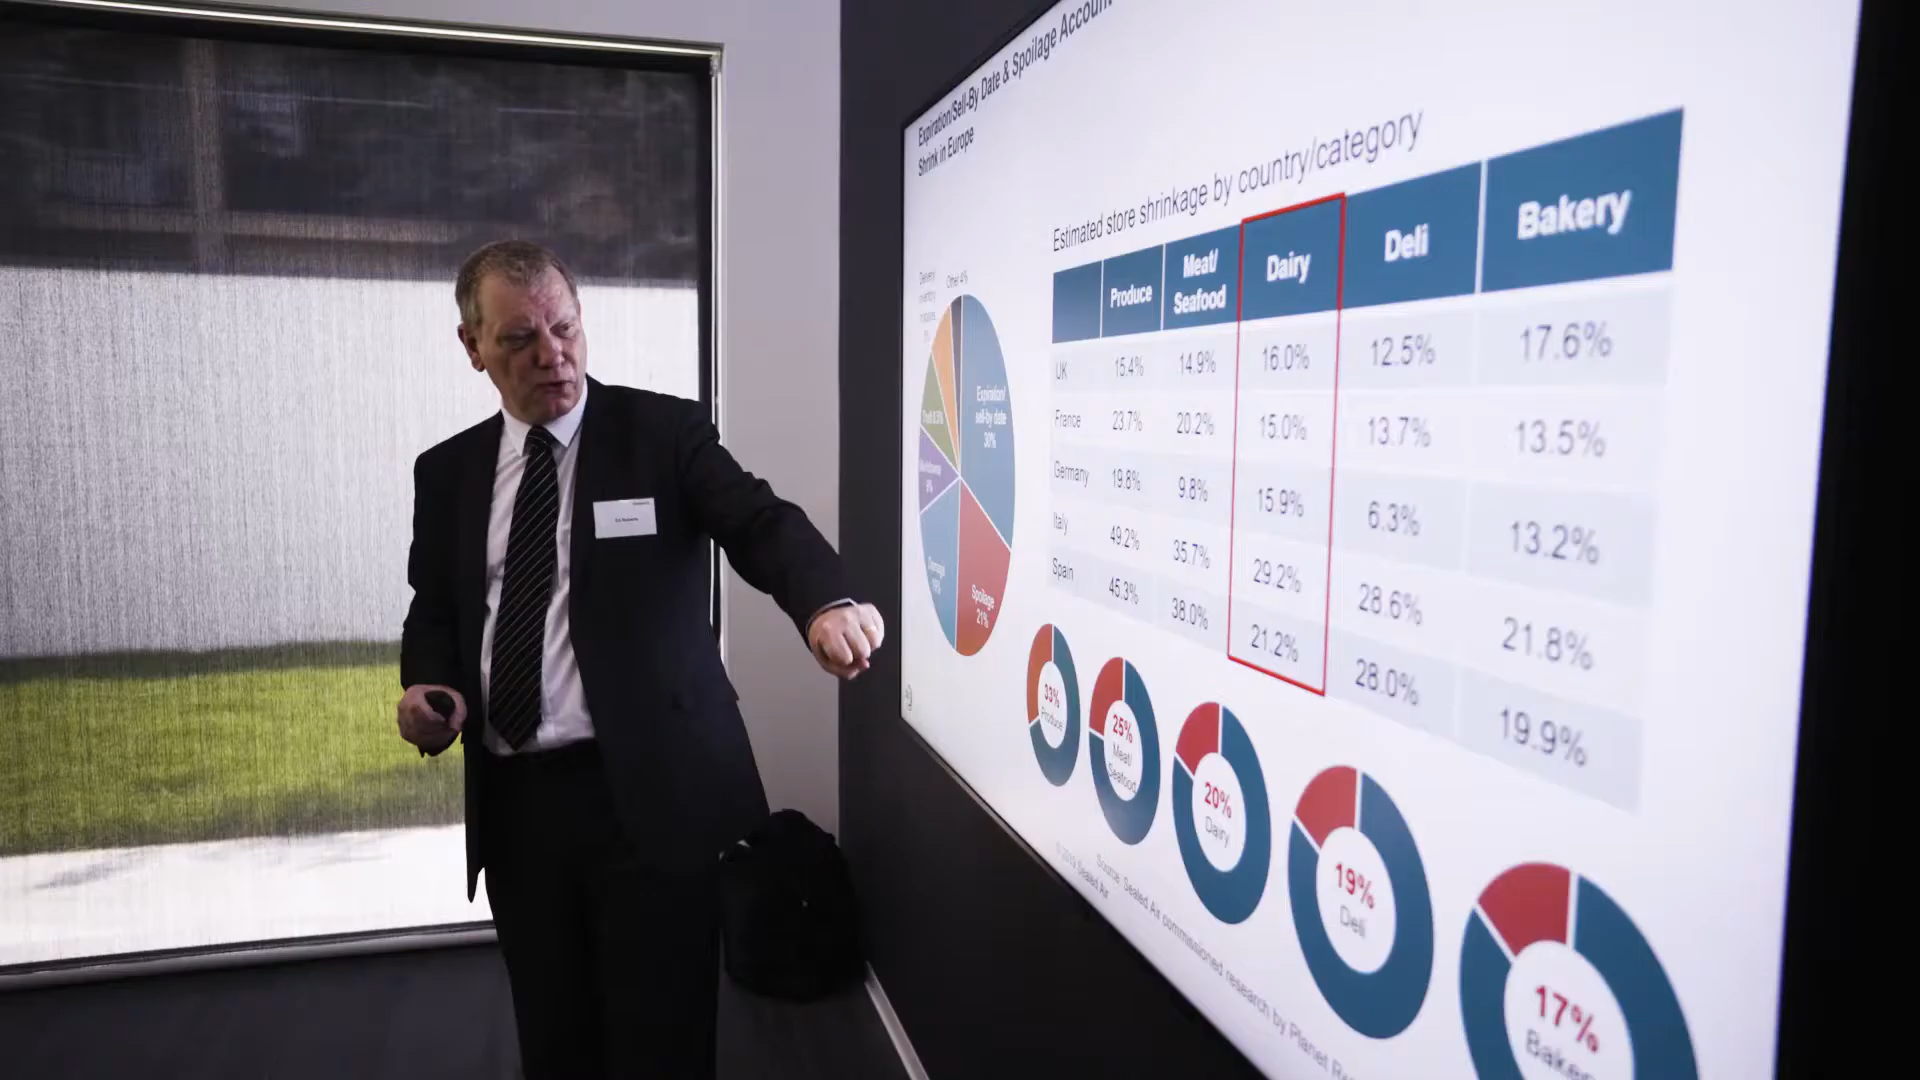 Expiration/Sell-By Date & Spoilage Account
Shrink in Europe
Estimated store shrinkage by country/category
Produce Meat/Seafood Dairy Deli Bakery
UK 15.4% 14.9% 16.0% 12.5% 17.6%
France 23.7% 20.2% 15.0% 13.7% 13.5%
Germany 19.8% 9.8% 15.9% 6.3% 13.2%
Italy 49.2% 35.7% 29.2% 28.6% 21.8%
Spain 45.3% 38.0% 21.2% 28.0% 19.9%
Delivery
inventory
Other 4%
Expiration/
sell-by date
Spoilage
21%
Damage
33%
Produce
25%
Meat/
Seafood
20%
Dairy
19%
Deli
17%
Baker
Sealed Air
Source: Sealed Air commissioned research by Planet